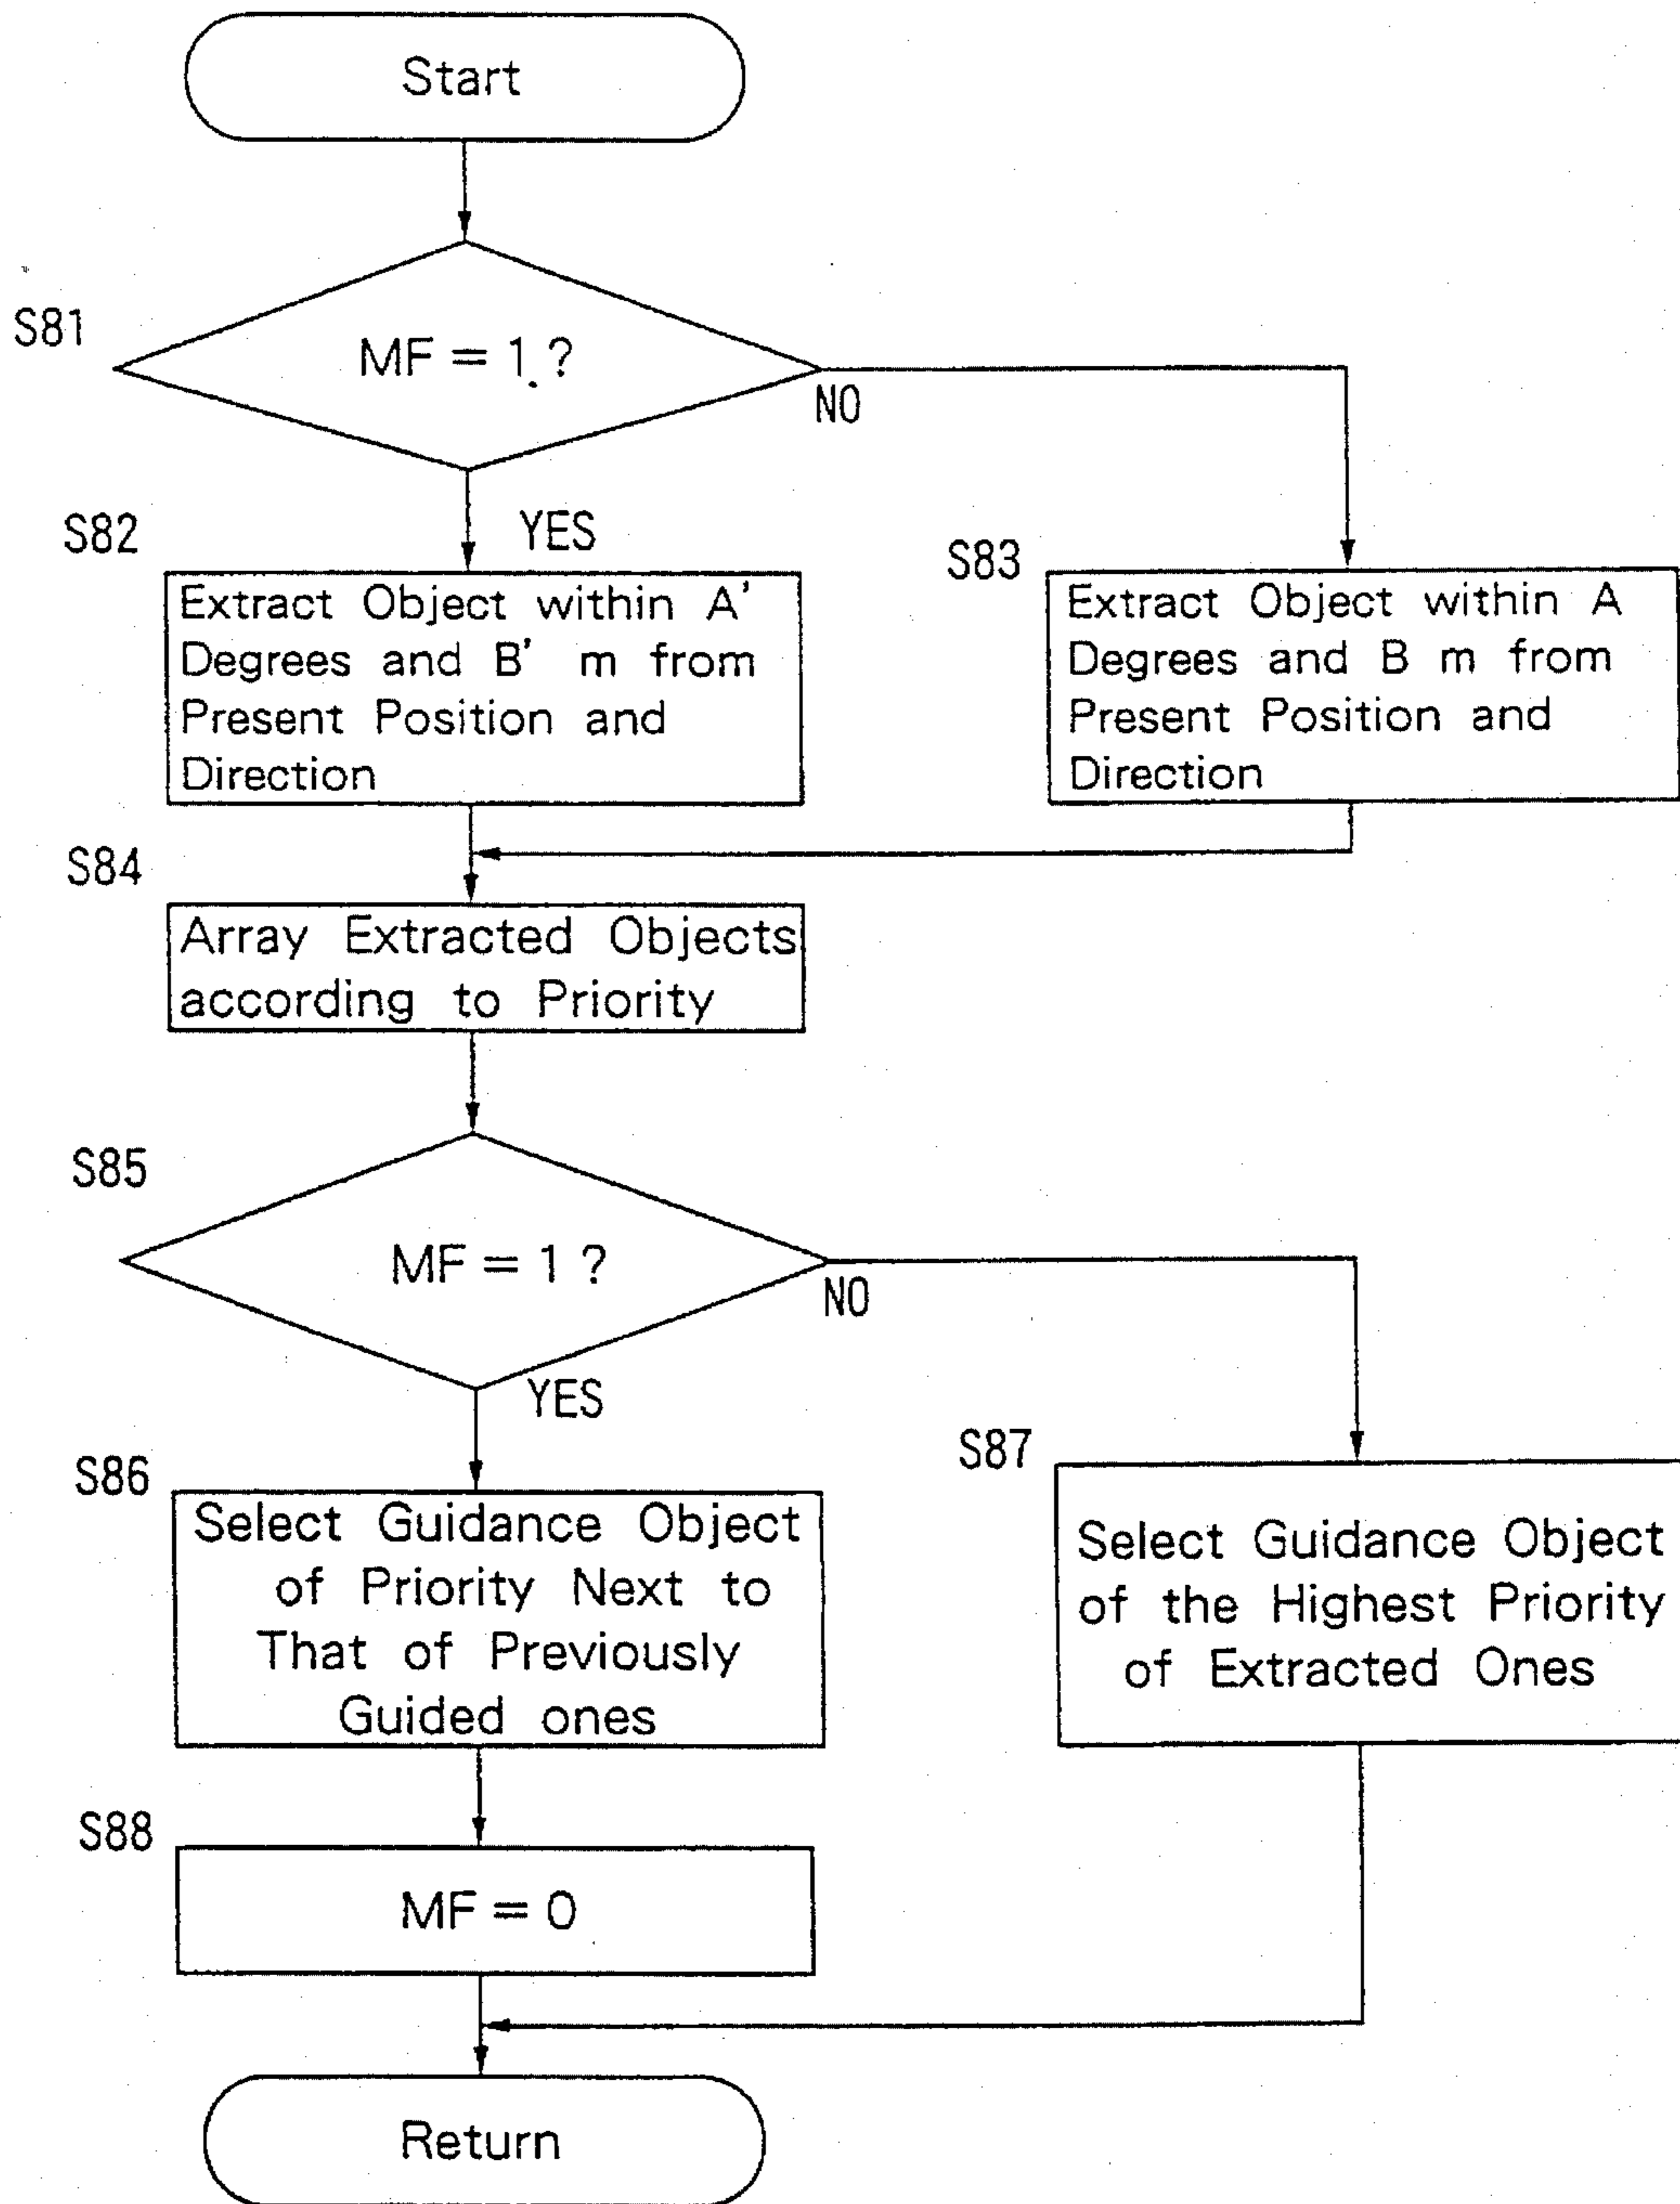 Start
S81
MF = 1 ?
NO
S82
YES
Extract Object within A'
Degrees and B' m from
Present Position and
Direction
S83
Extract Object within A
Degrees and B m from
Present Position and
Direction
S84
Array Extracted Objects
according to Priority
S85
MF = 1 ?
NO
YES
S86
Select Guidance Object
of Priority Next to
That of Previously
Guided ones
S87
Select Guidance Object
of the Highest Priority
of Extracted Ones
S88
MF = 0
Return